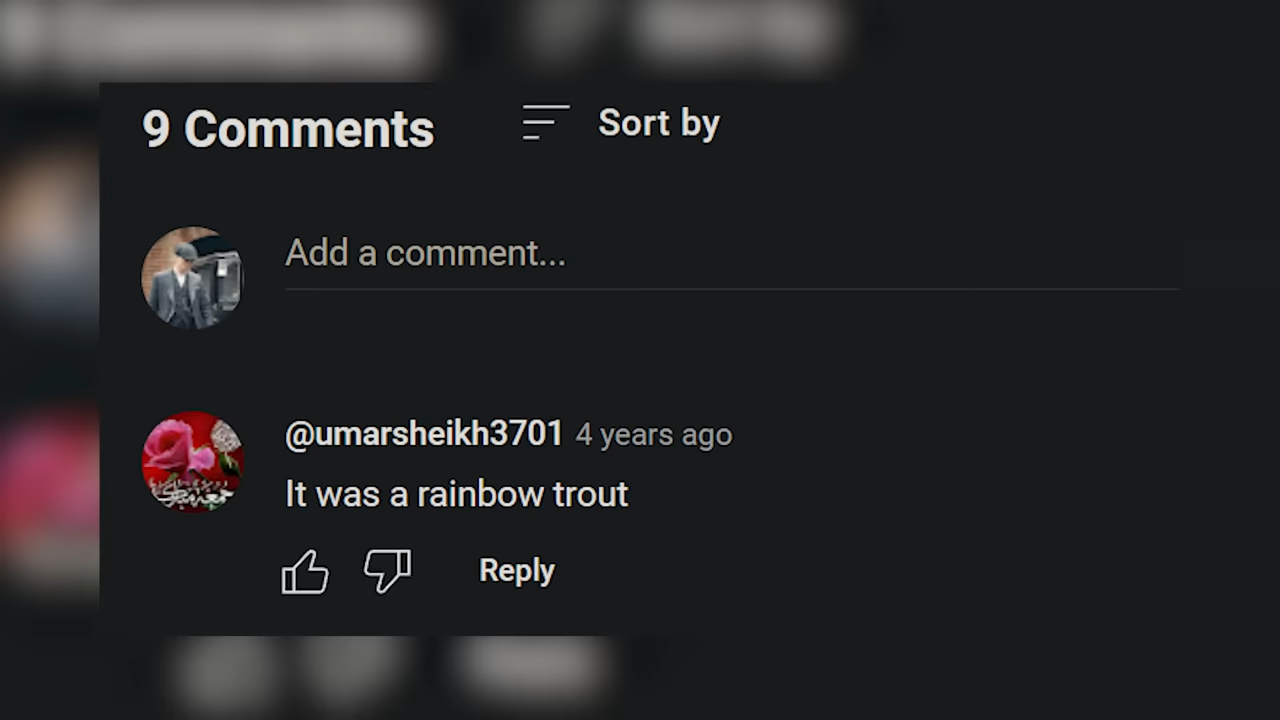 9 Comments
Sort by
Add a comment...
@umarsheikh3701 4 years ago
It was a rainbow trout
Reply